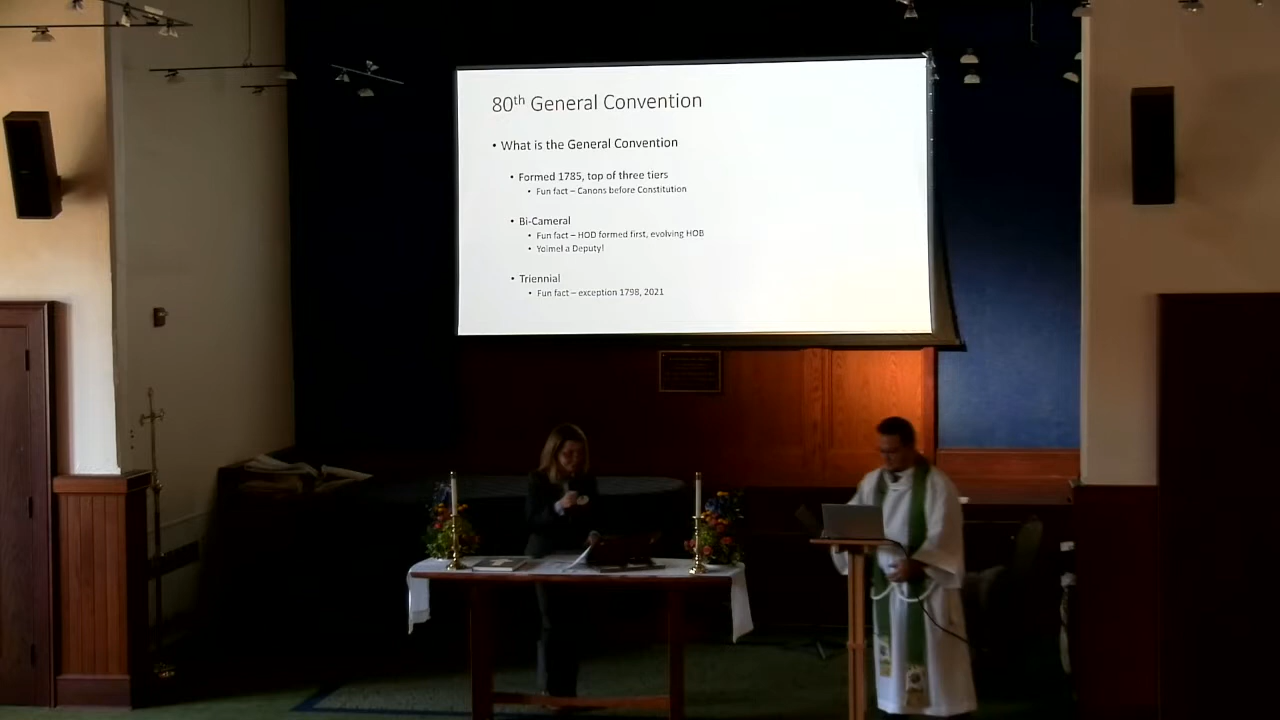 80th General Convention
• What is the General Convention
• Formed 1785, top of three tiers
• Fun fact – Canons before Constitution
• Bi-Cameral
• Fun fact – HOD formed first, evolving HOB
• Yoimel a Deputy!
• Triennial
• Fun fact – exception 1798, 2021